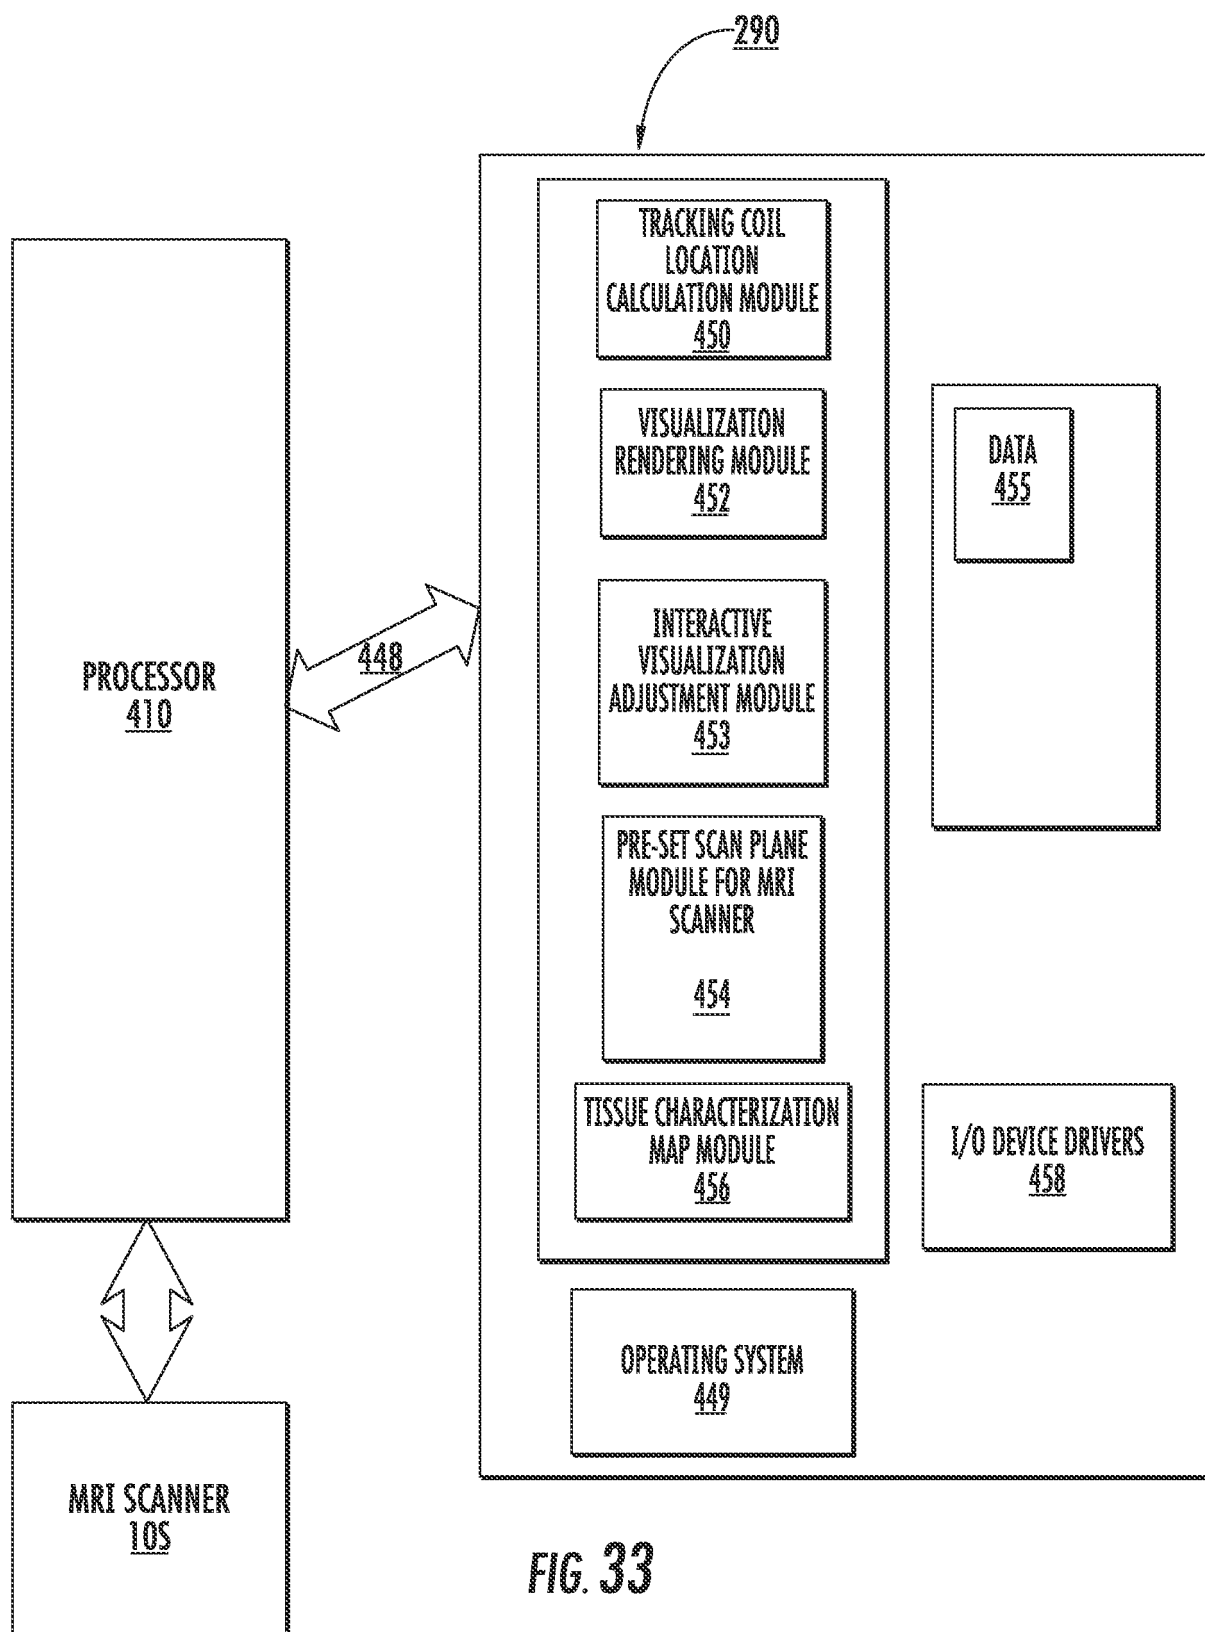 290
TRACKING COIL
LOCATION
CALCULATION MODULE
450
VISUALIZATION
RENDERING MODULE
452
DATA
455
INTERACTIVE
VISUALIZATION
ADJUSTMENT MODULE
453
448
PROCESSOR
410
PRE-SET SCAN PLANE
MODULE FOR MRI
SCANNER
454
TISSUE CHARACTERIZATION
MAP MODULE
456
I/O DEVICE DRIVERS
458
OPERATING SYSTEM
449
MRI SCANNER
10S
FIG. 33